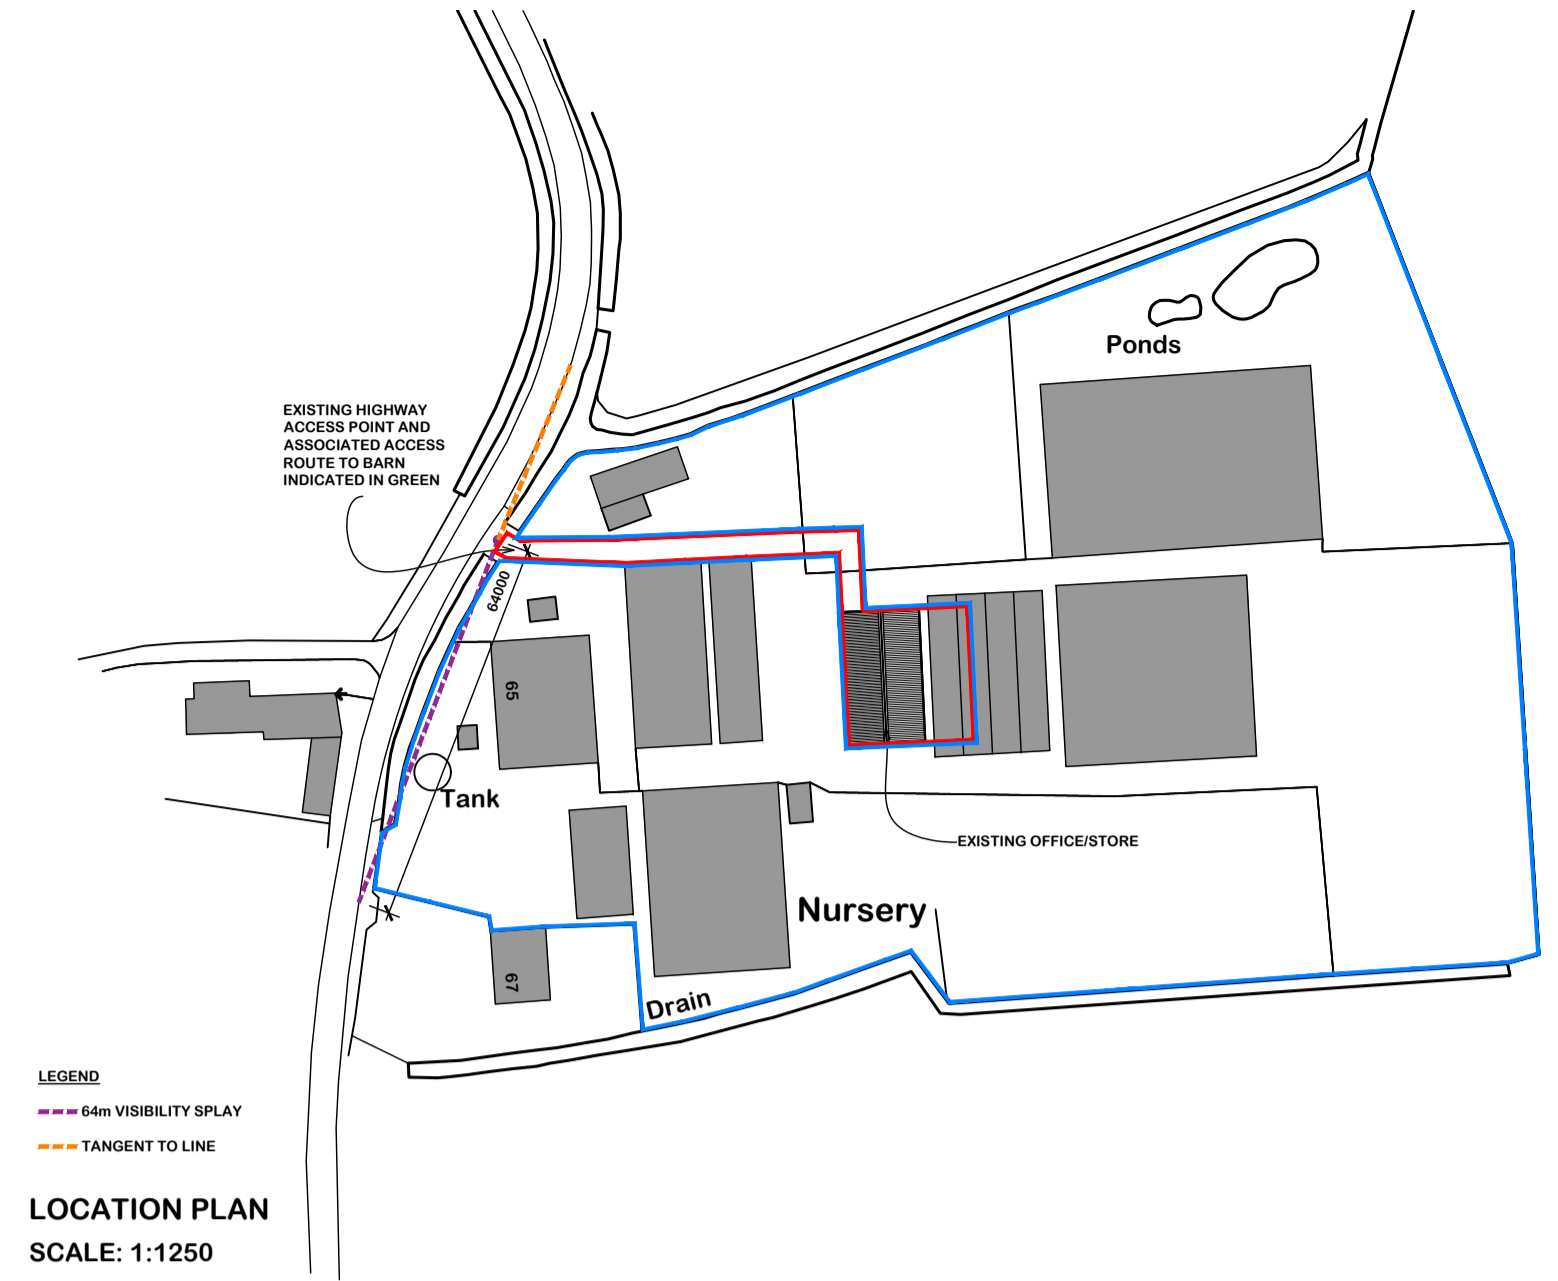 Ponds
EXISTING HIGHWAY
ACCESS POINT AND
ASSOCIATED ACCESS
ROUTE TO BARN
INDICATED IN GREEN
64000
65
Tank
EXISTING OFFICE/STORE
Nursery
67
Drain
LEGEND
64m VISIBILITY SPLAY
TANGENT TO LINE
LOCATION PLAN
SCALE: 1:1250